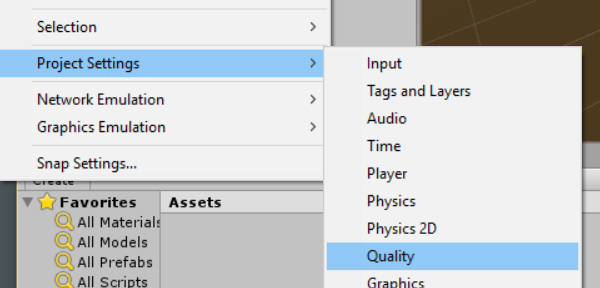 Selection
Project Settings
Network Emulation
Graphics Emulation
Snap Settings...
Input
Tags and Layers
Audio
Time
Player
Physics
Physics 2D
Quality
Graphics
Create
Favorites
All Materials
All Models
All Prefabs
All Scripts
Assets